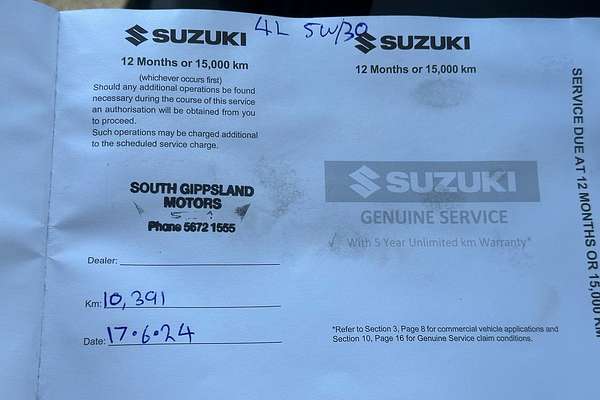 SUZUKI
12 Months or 15,000 km
(whichever occurs first)
Should any additional operations be found
necessary during the course of this service
an authorisation will be obtained from you
to proceed.
Such operations may be charged additional
to the scheduled service charge.
SOUTH GIPPSLAND
MOTORS
Phone 5672 1555
Dealer:
Km: 10,391
Date: 17.6.24
4L 5W/30
SUZUKI
12 Months or 15,000 km
SUZUKI
GENUINE SERVICE
With 5 Year Unlimited km Warranty*
*Refer to Section 3, Page 8 for commercial vehicle applications and
Section 10, Page 16 for Genuine Service claim conditions.
SERVICE DUE AT 12 MONTHS OR 15,000 KM